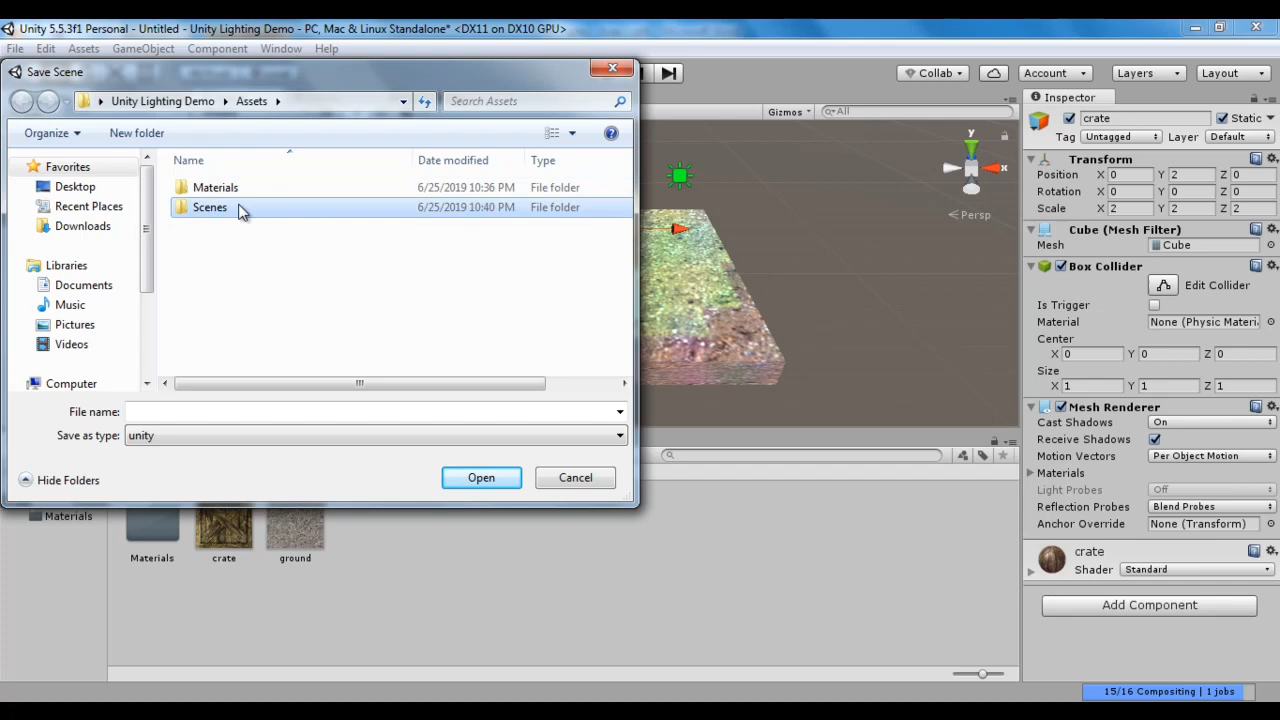 Unity 5.5.3f1 Personal - Untitled - Unity Lighting Demo - PC, Mac & Linux Standalone* <DX11 on DX10 GPU>
File Edit Assets GameObject Component Window Help
Save Scene
Collab Account Layers Layout
Unity Lighting Demo Assets Search Assets
Organize New folder
Name Date modified Type
Favorites
Desktop
Recent Places
Downloads
Libraries
Documents
Music
Pictures
Videos
Computer
Materials 6/25/2019 10:36 PM File folder
Scenes 6/25/2019 10:40 PM File folder
File name:
Save as type: unity
Hide Folders
Open Cancel
Gizmos All
y
x
Persp
Materials
Materials crate ground
Inspector
crate Static
Tag Untagged Layer Default
Transform
Position X 0 Y 2 Z 0
Rotation X 0 Y 0 Z 0
Scale X 2 Y 2 Z 2
Cube (Mesh Filter)
Mesh Cube
Box Collider
Edit Collider
Is Trigger
Material None (Physic Materi
Center
X 0 Y 0 Z 0
Size
X 1 Y 1 Z 1
Mesh Renderer
Cast Shadows On
Receive Shadows
Motion Vectors Per Object Motion
Materials
Light Probes Off
Reflection Probes Blend Probes
Anchor Override None (Transform)
crate
Shader Standard
Add Component
15/16 Compositing | 1 jobs